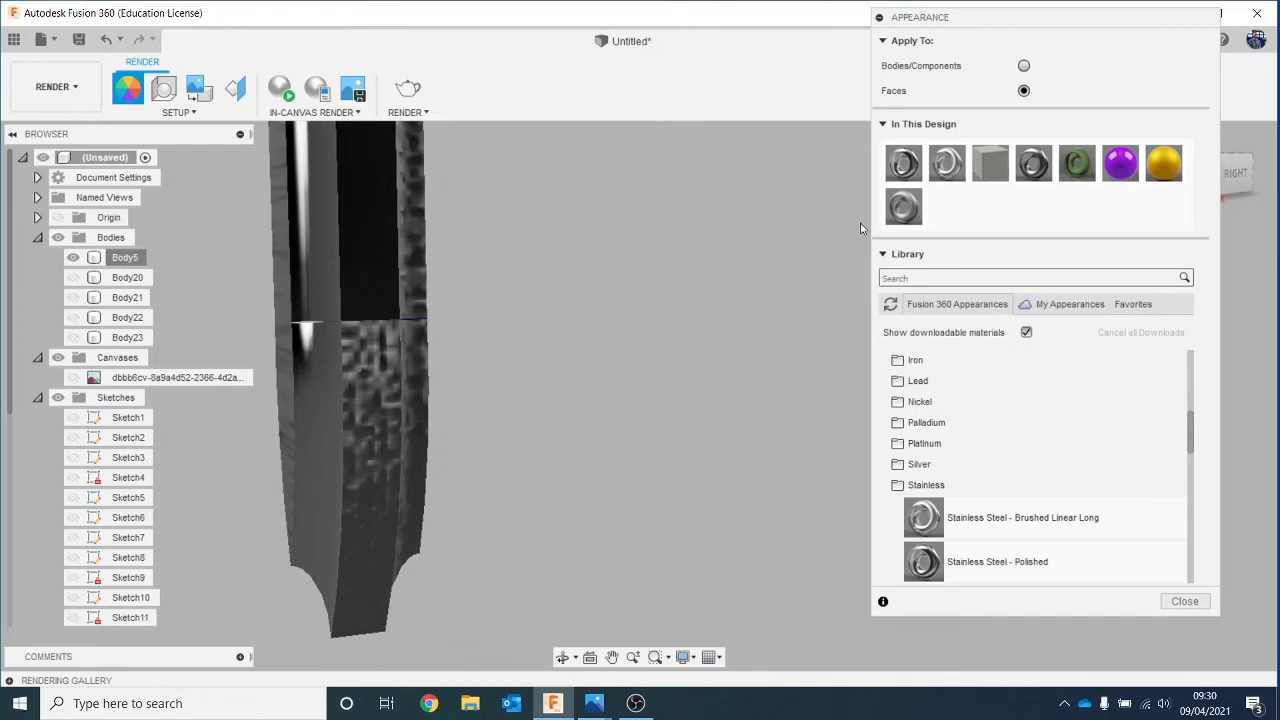 Autodesk Fusion 360 (Education License)
Untitled*
RENDER
RENDER
SETUP
IN-CANVAS RENDER
RENDER
BROWSER
(Unsaved)
Document Settings
Named Views
Origin
Bodies
Body5
Body20
Body21
Body22
Body23
Canvases
dbbb6cv-8a9a4d52-2366-4d2a...
Sketches
Sketch1
Sketch2
Sketch3
Sketch4
Sketch5
Sketch6
Sketch7
Sketch8
Sketch9
Sketch10
Sketch11
COMMENTS
RENDERING GALLERY
APPEARANCE
Apply To:
Bodies/Components
Faces
In This Design
Library
Search
Fusion 360 Appearances
My Appearances
Favorites
Show downloadable materials
Cancel all Downloads
Iron
Lead
Nickel
Palladium
Platinum
Silver
Stainless
Stainless Steel - Brushed Linear Long
Stainless Steel - Polished
Close
RIGHT
Type here to search
09:30
09/04/2021
3